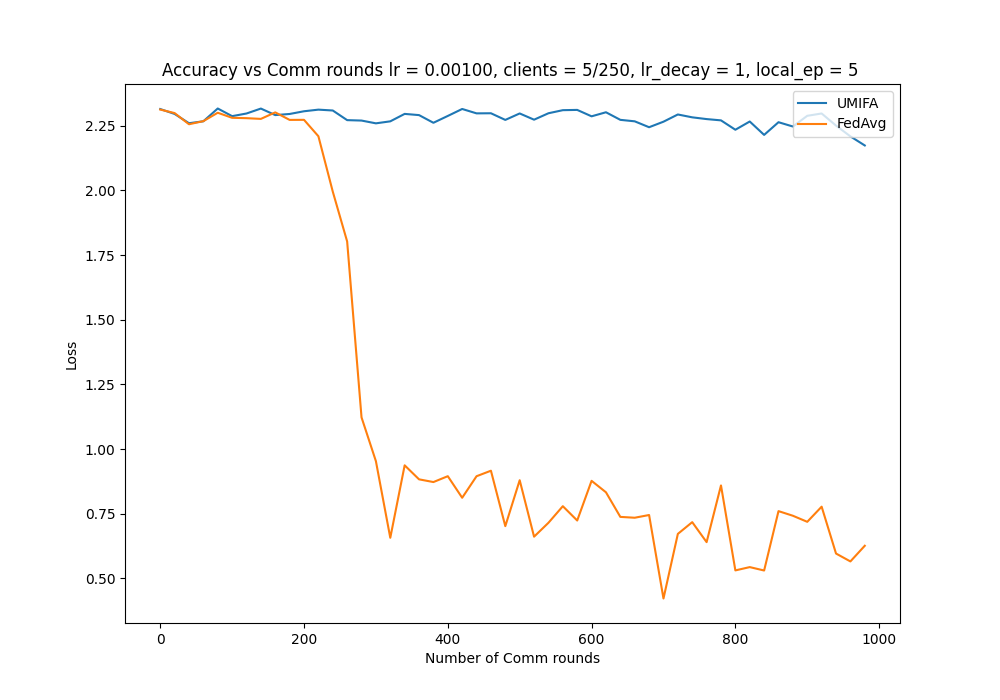 Accuracy vs Comm rounds lr = 0.00100, clients = 5/250, lr_decay = 1, local_ep = 5
UMIFA
FedAvg
2.25
2.00
1.75
1.50
1.25
1.00
0.75
0.50
Loss
0 200 400 600 800 1000
Number of Comm rounds